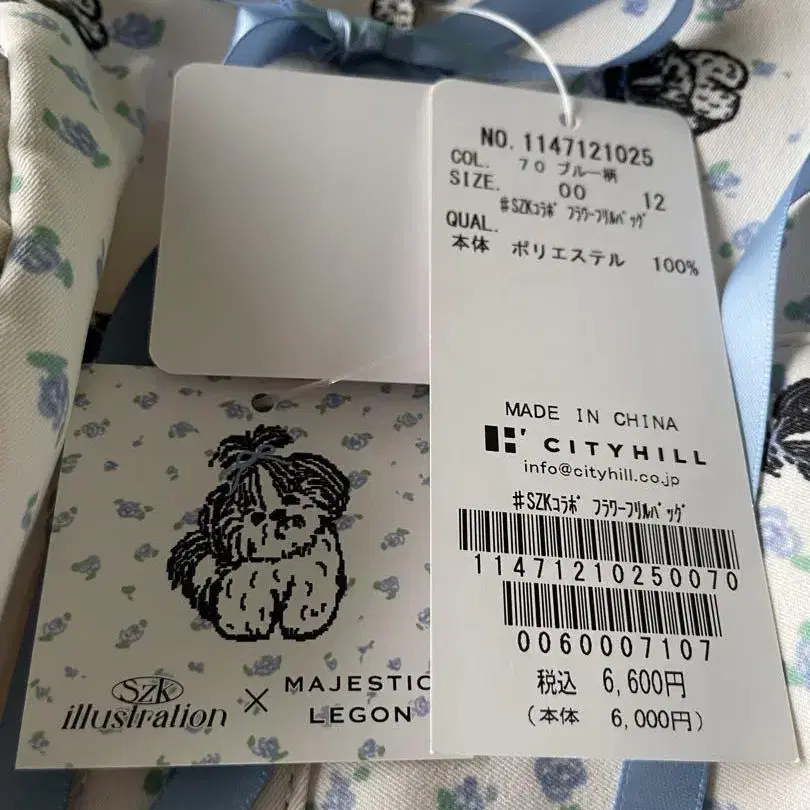 NO. 1147121025
COL. 70 ブルー柄
SIZE. 00 12
#SZKコラボ フラワーフリルバッグ
QUAL.
本体 ポリエステル 100%
MADE IN CHINA
CITYHILL
info@cityhill.co.jp
#SZKコラボ フラワーフリルバッグ
11471210250070
0060007107
税込 6,600円
(本体 6,000円)
Szk
illustration × MAJESTIC
LEGON